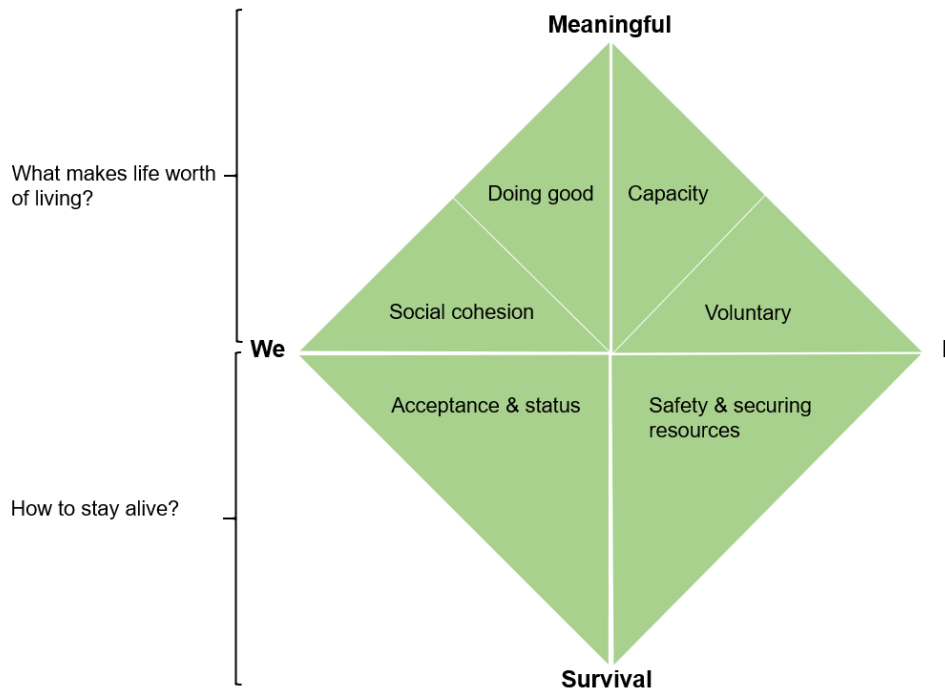 Meaningful
What makes life worth
of living?
Doing good
Capacity
Social cohesion
Voluntary
We
I
Acceptance & status
Safety & securing
resources
How to stay alive?
Survival